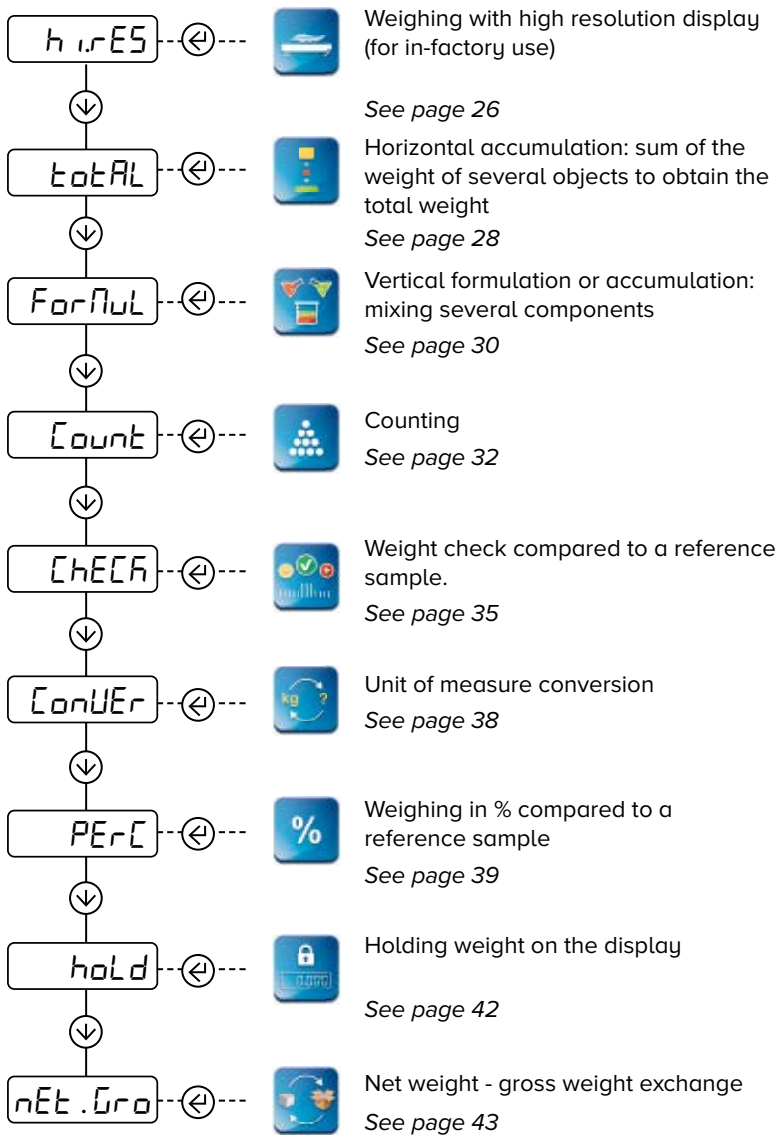 hi.rES
Weighing with high resolution display
(for in-factory use)
See page 26
totAL
Horizontal accumulation: sum of the
weight of several objects to obtain the
total weight
See page 28
ForMuL
Vertical formulation or accumulation:
mixing several components
See page 30
Count
Counting
See page 32
ChECK
Weight check compared to a reference
sample.
See page 35
ConVEr
kg ?
Unit of measure conversion
See page 38
PErC
%
Weighing in % compared to a
reference sample
See page 39
hoLd
0.000
Holding weight on the display
See page 42
nEt.Gro
Net weight - gross weight exchange
See page 43